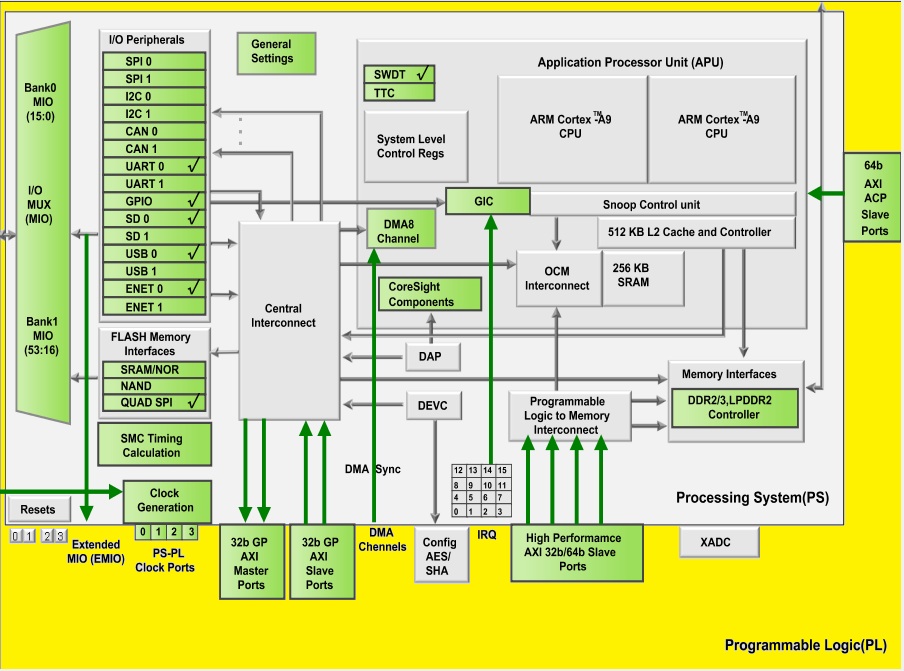 I/O Peripherals
SPI 0
SPI 1
I2C 0
I2C 1
CAN 0
CAN 1
UART 0 ✓
UART 1
GPIO ✓
SD 0 ✓
SD 1
USB 0 ✓
USB 1
ENET 0 ✓
ENET 1
FLASH Memory
Interfaces
SRAM/NOR
NAND
QUAD SPI ✓
SMC Timing
Calculation
Bank0
MIO
(15:0)
I/O
MUX
(MIO)
Bank1
MIO
(53:16)
General
Settings
Application Processor Unit (APU)
SWDT ✓
TTC
System Level
Control Regs
ARM Cortex™-A9
CPU
ARM Cortex™-A9
CPU
GIC
Snoop Control unit
512 KB L2 Cache and Controller
DMA8
Channel
OCM
Interconnect
256 KB
SRAM
CoreSight
Components
Central
Interconnect
DAP
DEVC
Programmable
Logic to Memory
Interconnect
Memory Interfaces
DDR2/3,LPDDR2
Controller
64b
AXI
ACP
Slave
Ports
DMA Sync
12 13 14 15
8 9 10 11
4 5 6 7
0 1 2 3
IRQ
Processing System(PS)
Resets
0 1 2 3
Clock
Generation
0 1 2 3
Extended
MIO (EMIO)
PS-PL
Clock Ports
32b GP
AXI
Master
Ports
32b GP
AXI
Slave
Ports
DMA
Channels
Config
AES/
SHA
High Performamce
AXI 32b/64b Slave
Ports
XADC
Programmable Logic(PL)